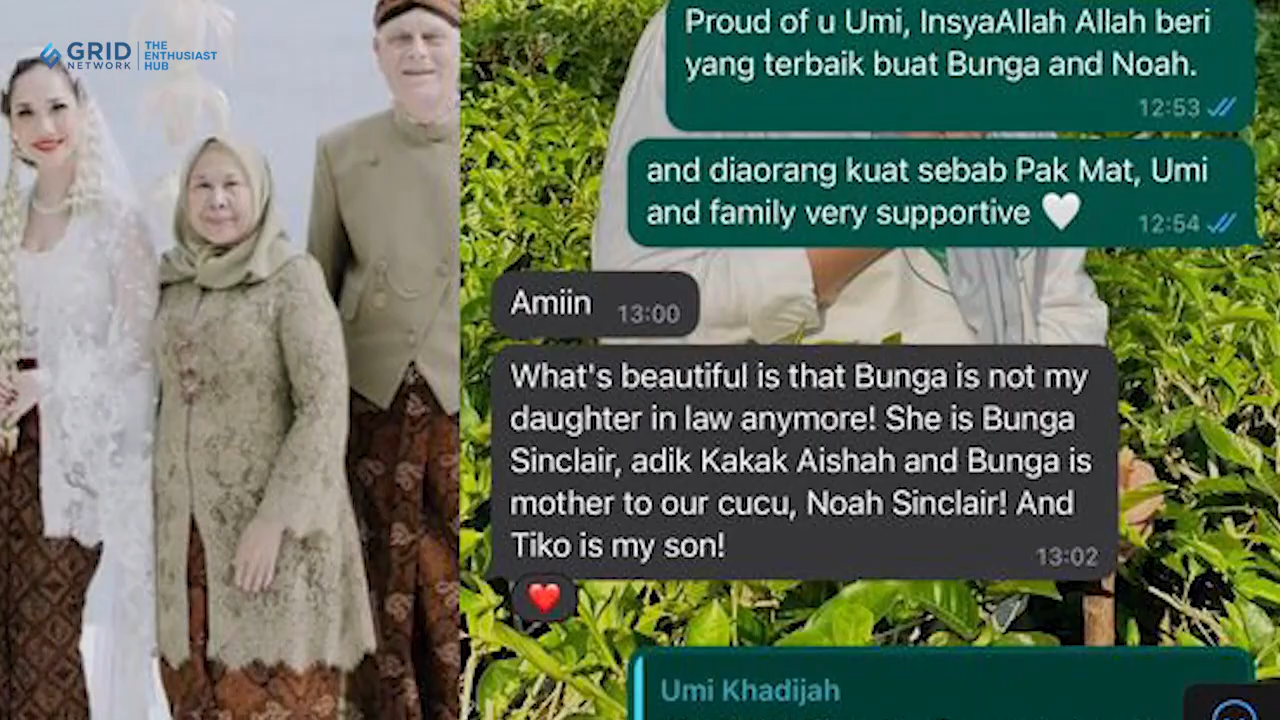 GRID
NETWORK
THE
ENTHUSIAST
HUB
Proud of u Umi, InsyaAllah Allah beri
yang terbaik buat Bunga and Noah.
12:53
and diaorang kuat sebab Pak Mat, Umi
and family very supportive 🤍
12:54
Amiin 13:00
What's beautiful is that Bunga is not my
daughter in law anymore! She is Bunga
Sinclair, adik Kakak Aishah and Bunga is
mother to our cucu, Noah Sinclair! And
Tiko is my son!
13:02
Umi Khadijah